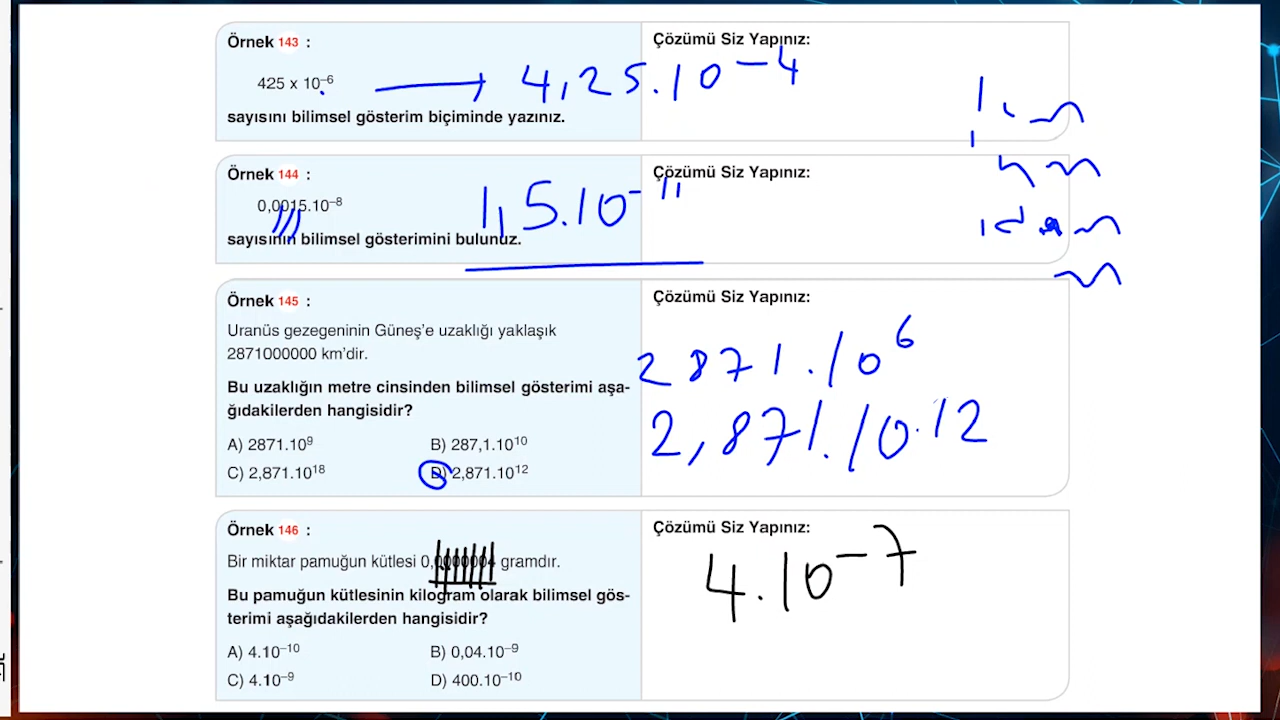 Örnek 143 :
425 x 10⁻⁶
sayısını bilimsel gösterim biçiminde yazınız.
Çözümü Siz Yapınız:
4,25.10⁻⁴
Örnek 144 :
0,0015.10⁻⁸
sayısının bilimsel gösterimini bulunuz.
Çözümü Siz Yapınız:
1,5.10⁻¹¹
Örnek 145 :
Uranüs gezegeninin Güneş'e uzaklığı yaklaşık
2871000000 km'dir.
Bu uzaklığın metre cinsinden bilimsel gösterimi aşa-
ğıdakilerden hangisidir?
A) 2871.10⁹
B) 287,1.10¹⁰
C) 2,871.10¹⁸
D) 2,871.10¹²
Çözümü Siz Yapınız:
2871.10⁶
2,871.10¹²
Örnek 146 :
Bir miktar pamuğun kütlesi 0,0000004 gramdır.
Bu pamuğun kütlesinin kilogram olarak bilimsel gös-
terimi aşağıdakilerden hangisidir?
A) 4.10⁻¹⁰
B) 0,04.10⁻⁹
C) 4.10⁻⁹
D) 400.10⁻¹⁰
Çözümü Siz Yapınız:
4.10⁻⁷